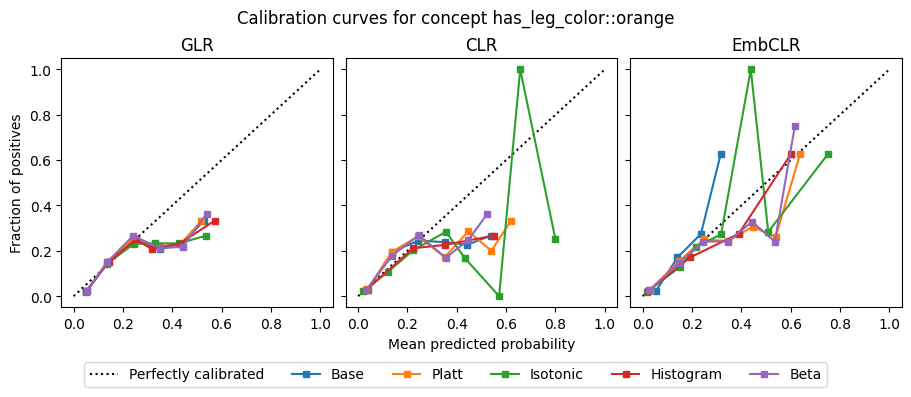 Calibration curves for concept has_leg_color::orange
GLR
CLR
EmbCLR
Fraction of positives
1.0
0.8
0.6
0.4
0.2
0.0
0.0 0.2 0.4 0.6 0.8 1.0
0.0 0.2 0.4 0.6 0.8 1.0
0.0 0.2 0.4 0.6 0.8 1.0
Mean predicted probability
Perfectly calibrated Base Platt Isotonic Histogram Beta